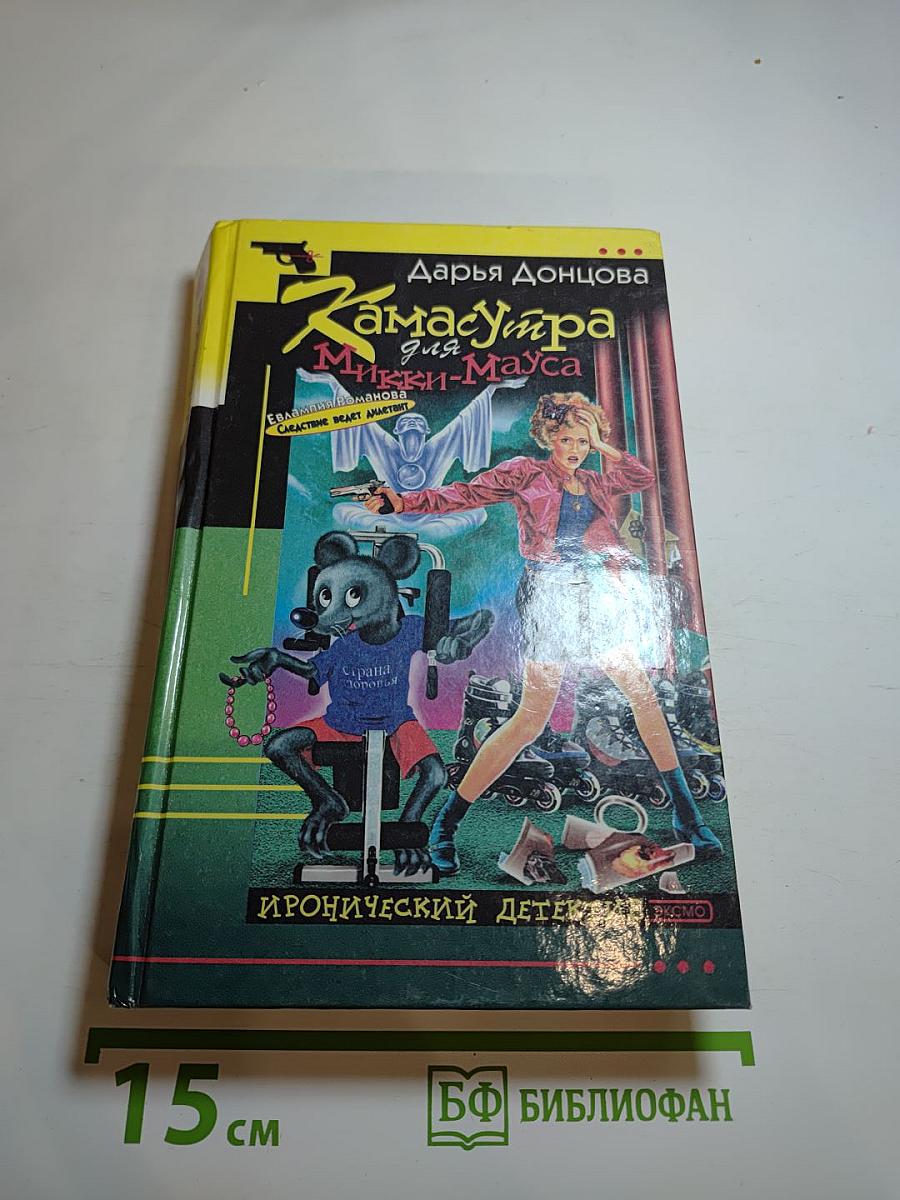 Дарья Донцова
Камасутра
для
Микки-Мауса
Евлампия Романова
Следствие ведет дилетант
Страна
здоровья
ИРОНИЧЕСКИЙ ДЕТЕКТИВ
ЭКСМО
15 см
БФ БИБЛИОФАН